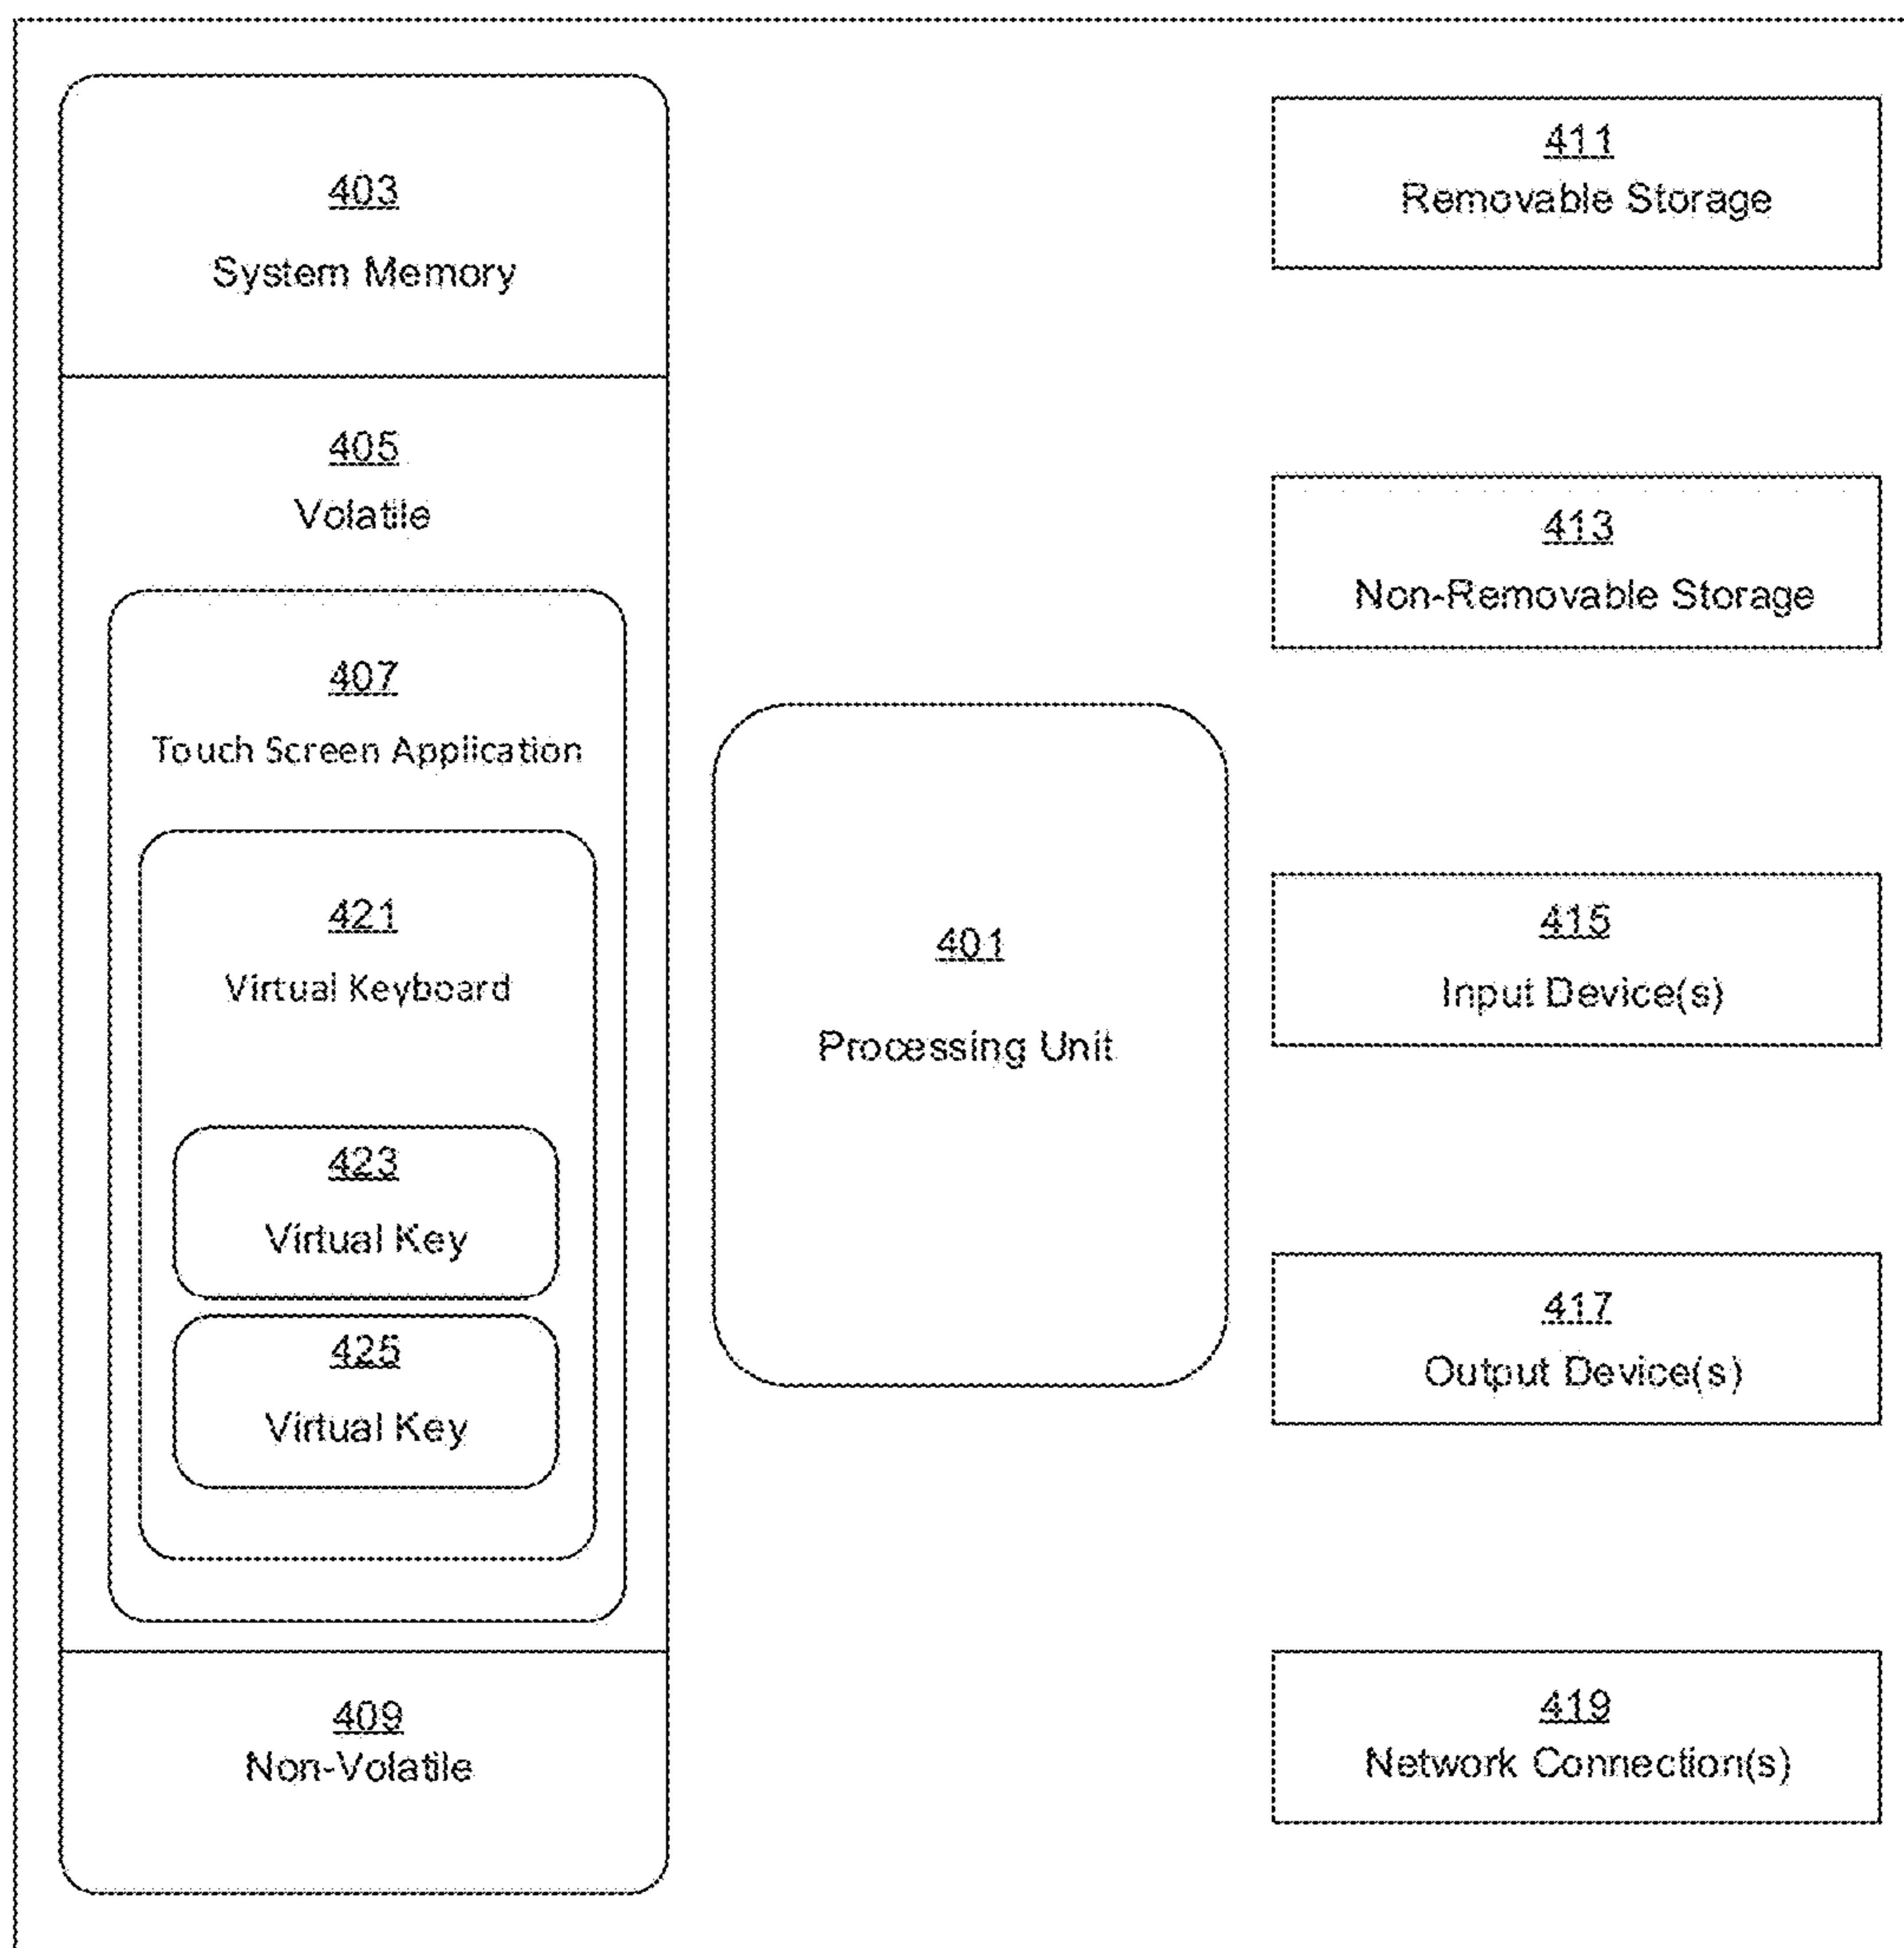 403
System Memory
405
Volatile
407
Touch Screen Application
421
Virtual Keyboard
423
Virtual Key
425
Virtual Key
409
Non-Volatile
401
Processing Unit
411
Removable Storage
413
Non-Removable Storage
415
Input Device(s)
417
Output Device(s)
419
Network Connection(s)